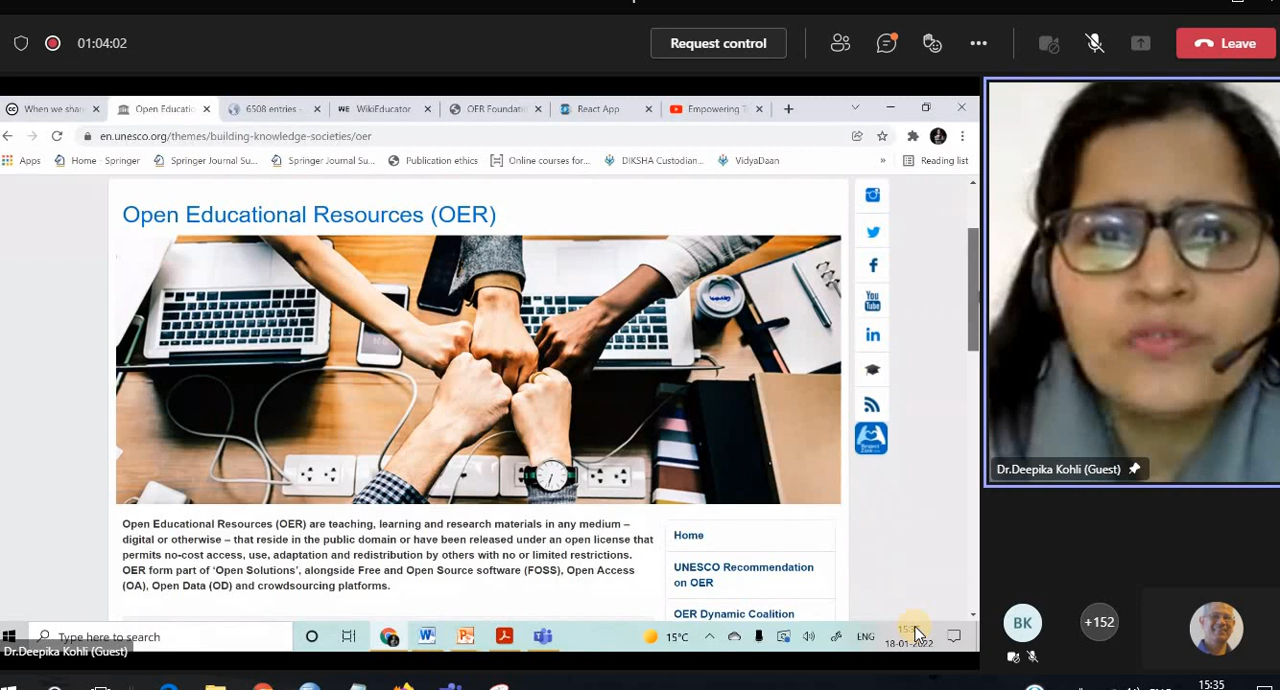 01:04:02
Request control
Leave
When we sha
Open Educatio
6508 entries -
WikiEducator
OER Foundati
React App
Empowering T
en.unesco.org/themes/building-knowledge-societies/oer
Apps
Home - Springer
Springer Journal Su...
Springer Journal Su...
Publication ethics
Online courses for...
DIKSHA Custodian...
VidyaDaan
»
Reading list
Open Educational Resources (OER)
You
Tube
in
Open Educational Resources (OER) are teaching, learning and research materials in any medium –
digital or otherwise – that reside in the public domain or have been released under an open license that
permits no-cost access, use, adaptation and redistribution by others with no or limited restrictions.
OER form part of ‘Open Solutions’, alongside Free and Open Source software (FOSS), Open Access
(OA), Open Data (OD) and crowdsourcing platforms.
Home
UNESCO Recommendation
on OER
OER Dynamic Coalition
Type here to search
15°C
ENG
18-01-2022
Dr.Deepika Kohli (Guest)
Dr.Deepika Kohli (Guest)
BK
+152
15:35